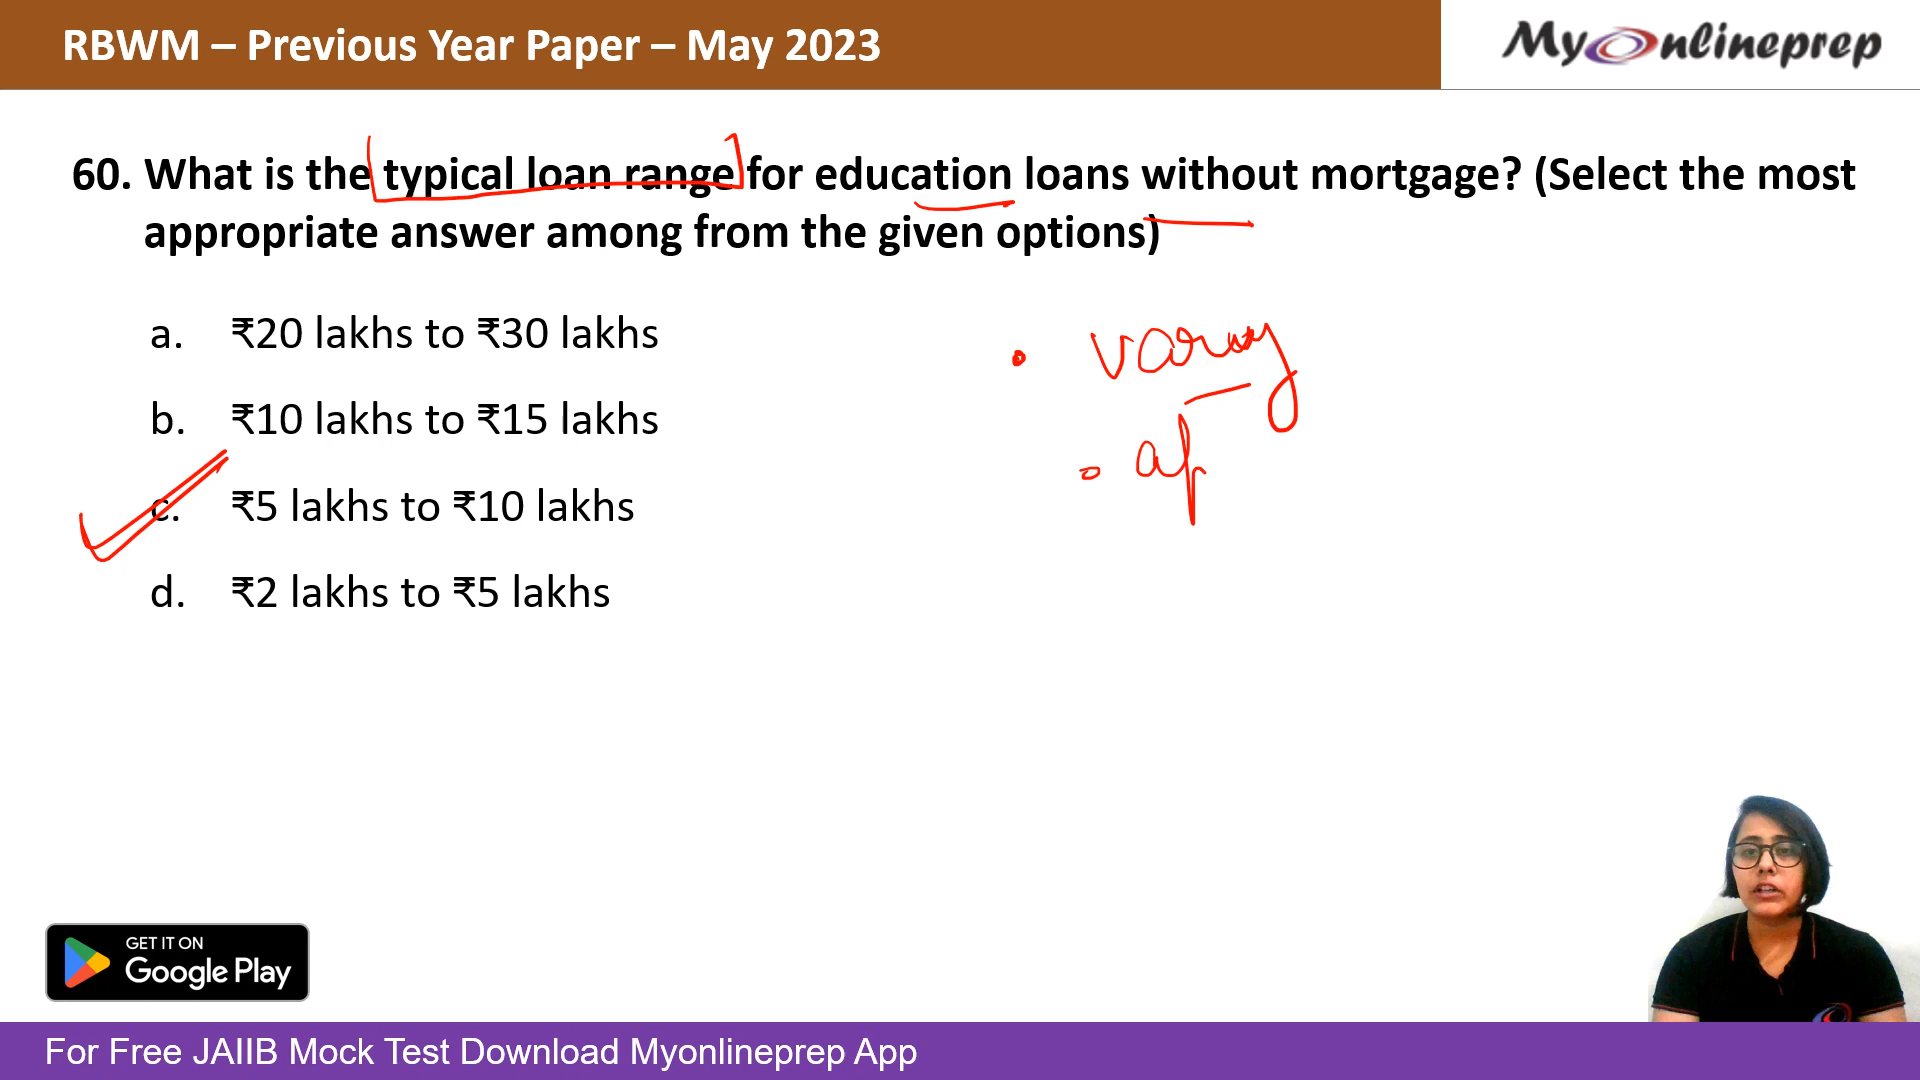 RBWM – Previous Year Paper – May 2023
MyOnlineprep
60. What is the typical loan range for education loans without mortgage? (Select the most
appropriate answer among from the given options)
a. ₹20 lakhs to ₹30 lakhs
b. ₹10 lakhs to ₹15 lakhs
c. ₹5 lakhs to ₹10 lakhs
d. ₹2 lakhs to ₹5 lakhs
GET IT ON
Google Play
For Free JAIIB Mock Test Download Myonlineprep App